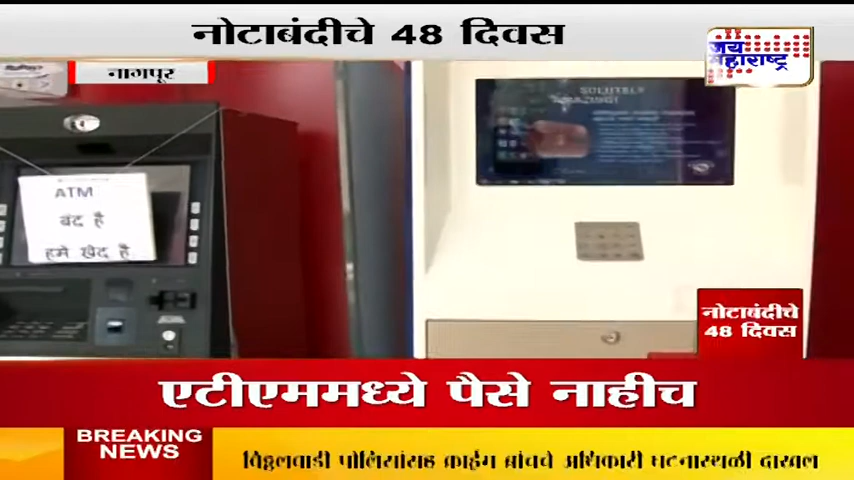 नोटाबंदीचे 48 दिवस
जय
महाराष्ट्र
नागपूर
ATM
बंद है
हमे खेद है
नोटाबंदीचे
48 दिवस
एटीएममध्ये पैसे नाहीच
BREAKING
NEWS
विठ्ठलवाडी पोलिसांसह क्राईम ब्रांचचे अधिकारी घटनास्थळी दाखल